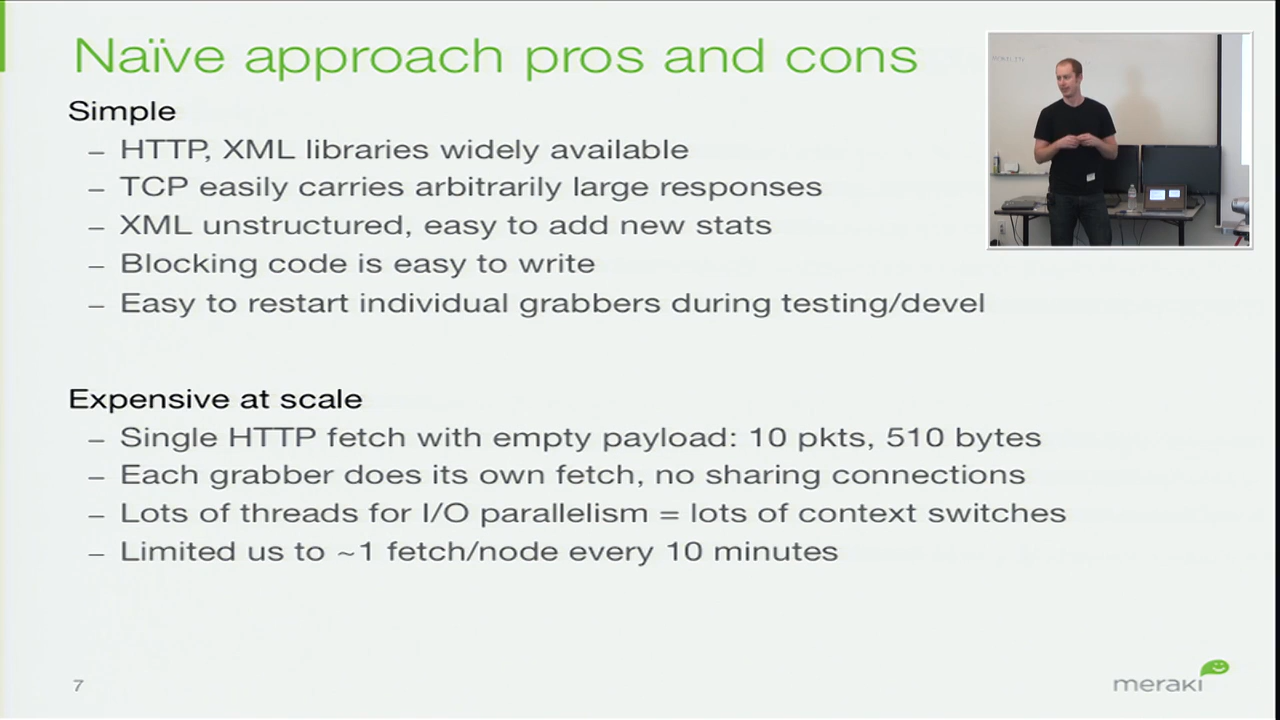 Naïve approach pros and cons
Simple
– HTTP, XML libraries widely available
– TCP easily carries arbitrarily large responses
– XML unstructured, easy to add new stats
– Blocking code is easy to write
– Easy to restart individual grabbers during testing/devel
Expensive at scale
– Single HTTP fetch with empty payload: 10 pkts, 510 bytes
– Each grabber does its own fetch, no sharing connections
– Lots of threads for I/O parallelism = lots of context switches
– Limited us to ~1 fetch/node every 10 minutes
7
meraki